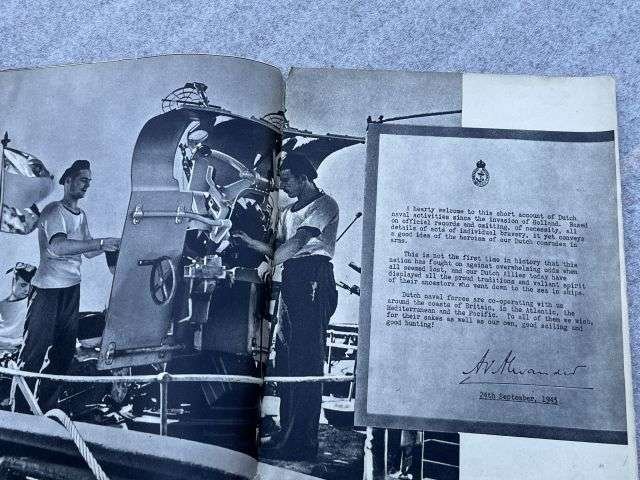 A hearty welcome to this short account of Dutch
naval activities since the invasion of Holland. Based
on official records and omitting, of necessity, all
details of acts of individual bravery, it yet conveys
a good idea of the heroism of our Dutch comrades in
arms.
This is not the first time in history that this
nation has fought on against overwhelming odds when
all seemed lost, and our Dutch Allies today have
displayed all the proud traditions and valiant spirit
of their ancestors who went down to the sea in ships.
Dutch naval forces are co-operating with us
around the coasts of Britain, in the Atlantic, the
Mediterranean and the Pacific. To all of them we wish,
for their sakes as well as our own, good sailing and
good hunting!
A V Alexander
24th September, 1943